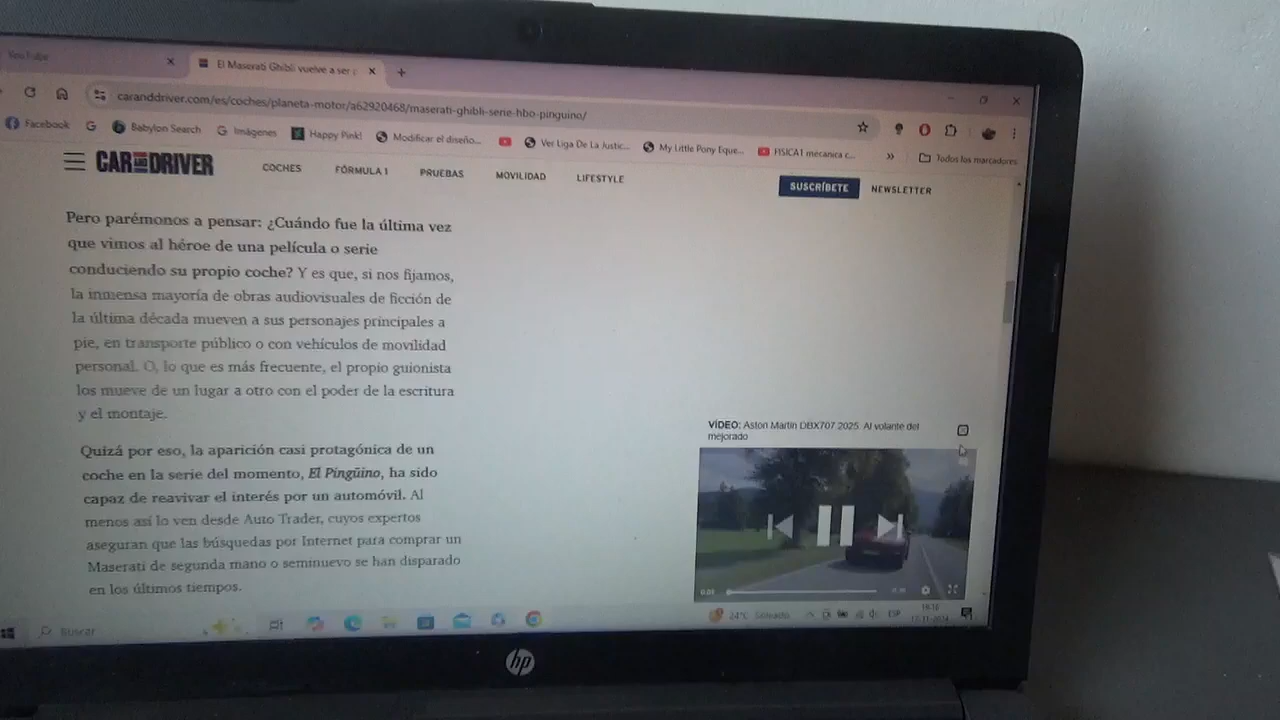 YouTube
El Maserati Ghibli vuelve a ser
caranddriver.com/es/coches/planeta-motor/a62920468/maserati-ghibli-serie-hbo-pinguino/
Facebook
Babylon Search
Imágenes
Happy Pink!
Modificar el diseño...
Ver Liga De La Justic...
My Little Pony Eque...
FISICA1 mecanica c...
Todos los marcadores
CAR AND DRIVER
COCHES
FÓRMULA 1
PRUEBAS
MOVILIDAD
LIFESTYLE
SUSCRÍBETE
NEWSLETTER
Pero parémonos a pensar: ¿Cuándo fue la última vez
que vimos al héroe de una película o serie
conduciendo su propio coche? Y es que, si nos fijamos,
la inmensa mayoría de obras audiovisuales de ficción de
la última década mueven a sus personajes principales a
pie, en transporte público o con vehículos de movilidad
personal. O, lo que es más frecuente, el propio guionista
los mueve de un lugar a otro con el poder de la escritura
y el montaje.
Quizá por eso, la aparición casi protagónica de un
coche en la serie del momento, El Pingüino, ha sido
capaz de reavivar el interés por un automóvil. Al
menos así lo ven desde Auto Trader, cuyos expertos
aseguran que las búsquedas por Internet para comprar un
Maserati de segunda mano o seminuevo se han disparado
en los últimos tiempos.
VÍDEO: Aston Martin DBX707 2025. Al volante del
mejorado
0:01
Buscar
24°C Soleado
ESP
hp